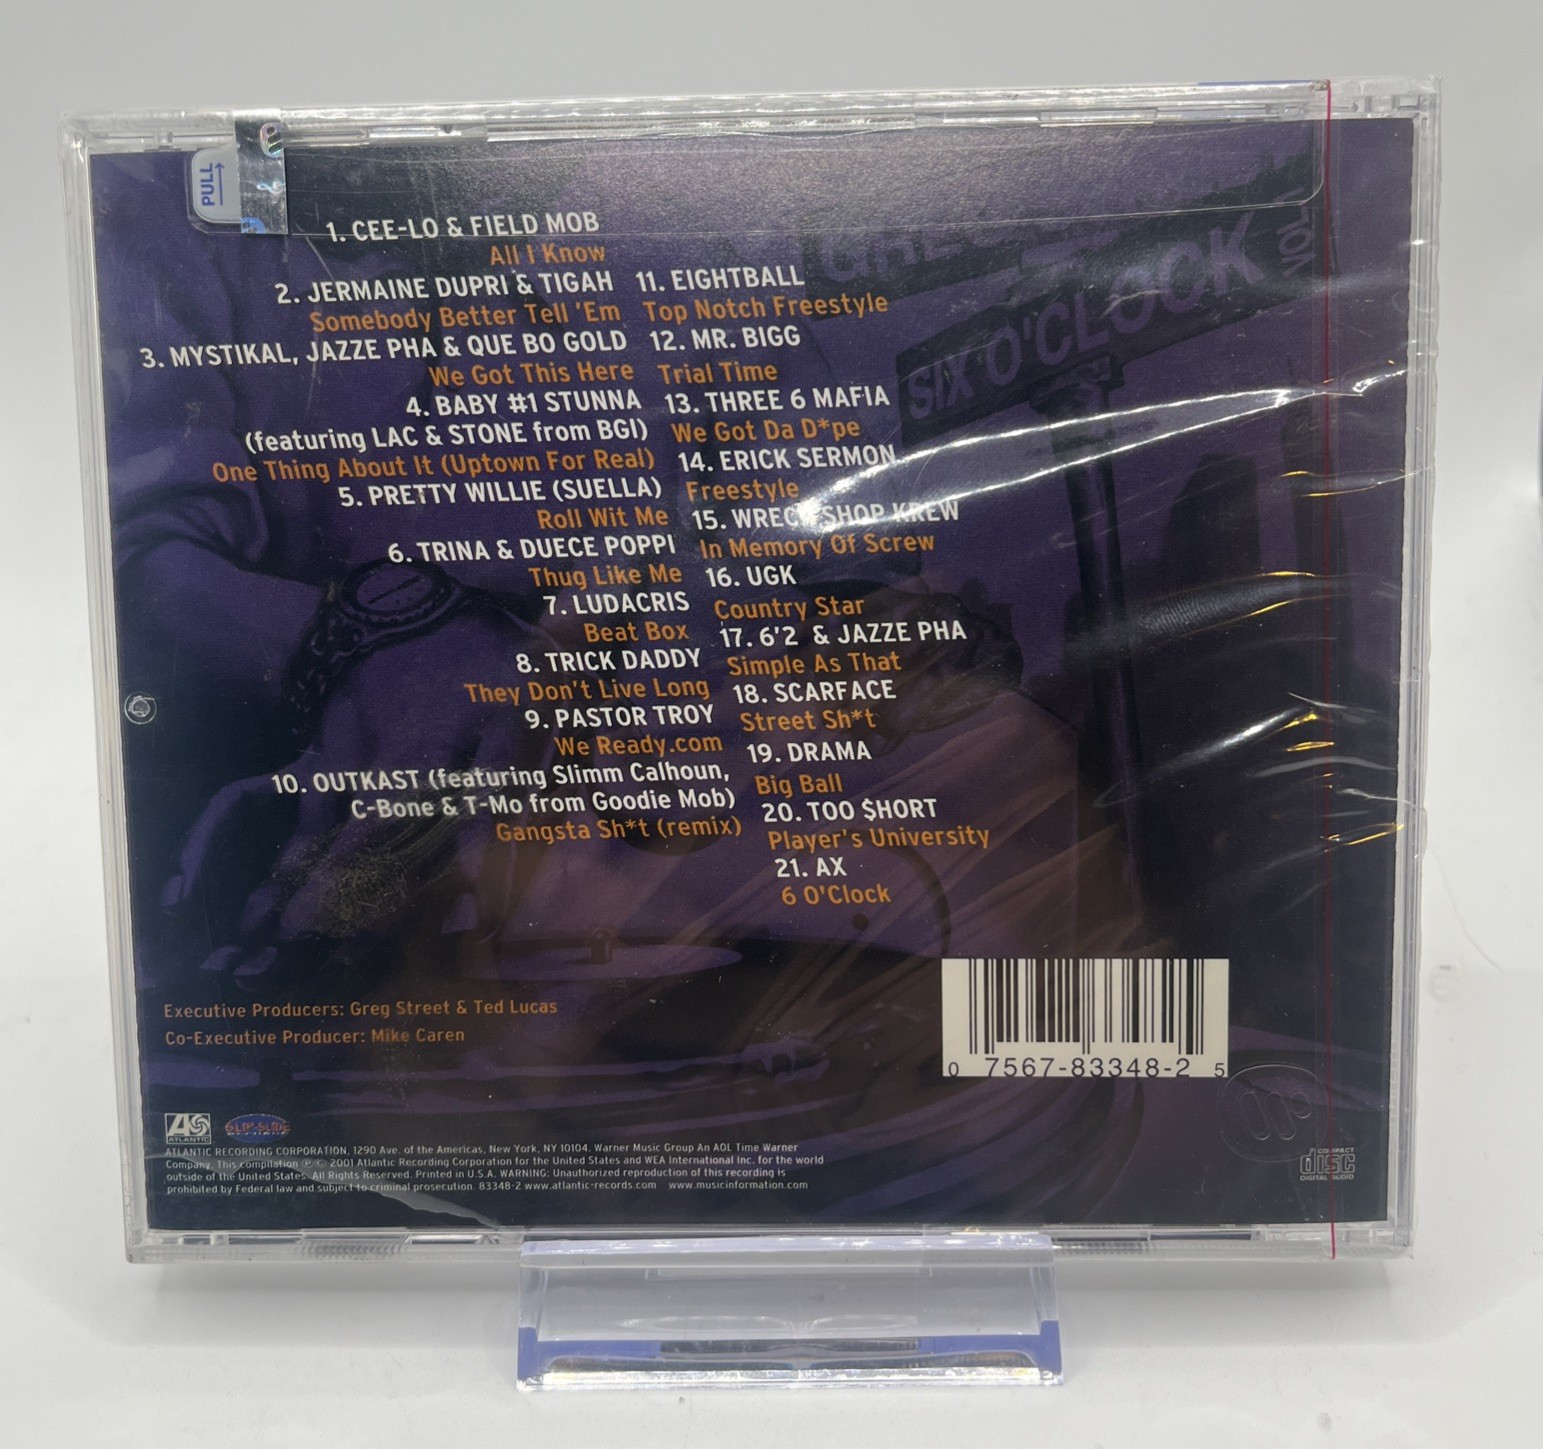 PULL
GREG
SIX O'CLOCK
VOL.1
1. CEE-LO & FIELD MOB
All I Know
2. JERMAINE DUPRI & TIGAH
Somebody Better Tell 'Em
3. MYSTIKAL, JAZZE PHA & QUE BO GOLD
We Got This Here
4. BABY #1 STUNNA
(featuring LAC & STONE from BGI)
One Thing About It (Uptown For Real)
5. PRETTY WILLIE (SUELLA)
Roll Wit Me
6. TRINA & DUECE POPPI
Thug Like Me
7. LUDACRIS
Beat Box
8. TRICK DADDY
They Don't Live Long
9. PASTOR TROY
We Ready.com
10. OUTKAST (featuring Slimm Calhoun,
C-Bone & T-Mo from Goodie Mob)
Gangsta Sh*t (remix)
11. EIGHTBALL
Top Notch Freestyle
12. MR. BIGG
Trial Time
13. THREE 6 MAFIA
We Got Da D*pe
14. ERICK SERMON
Freestyle
15. WRECKSHOP KREW
In Memory Of Screw
16. UGK
Country Star
17. 6'2 & JAZZE PHA
Simple As That
18. SCARFACE
Street Sh*t
19. DRAMA
Big Ball
20. TOO $HORT
Player's University
21. AX
6 O'Clock
Executive Producers: Greg Street & Ted Lucas
Co-Executive Producer: Mike Caren
0 7567-83348-2 5
ATLANTIC
SLIP-SLIDE
ATLANTIC RECORDING CORPORATION, 1290 Ave. of the Americas, New York, NY 10104. Warner Music Group An AOL Time Warner
Company. This compilation ℗ © 2001 Atlantic Recording Corporation for the United States and WEA International Inc. for the world
outside of the United States. All Rights Reserved. Printed in U.S.A. WARNING: Unauthorized reproduction of this recording is
prohibited by Federal law and subject to criminal prosecution. 83348-2 www.atlantic-records.com www.musicinformation.com
COMPACT
disc
DIGITAL AUDIO